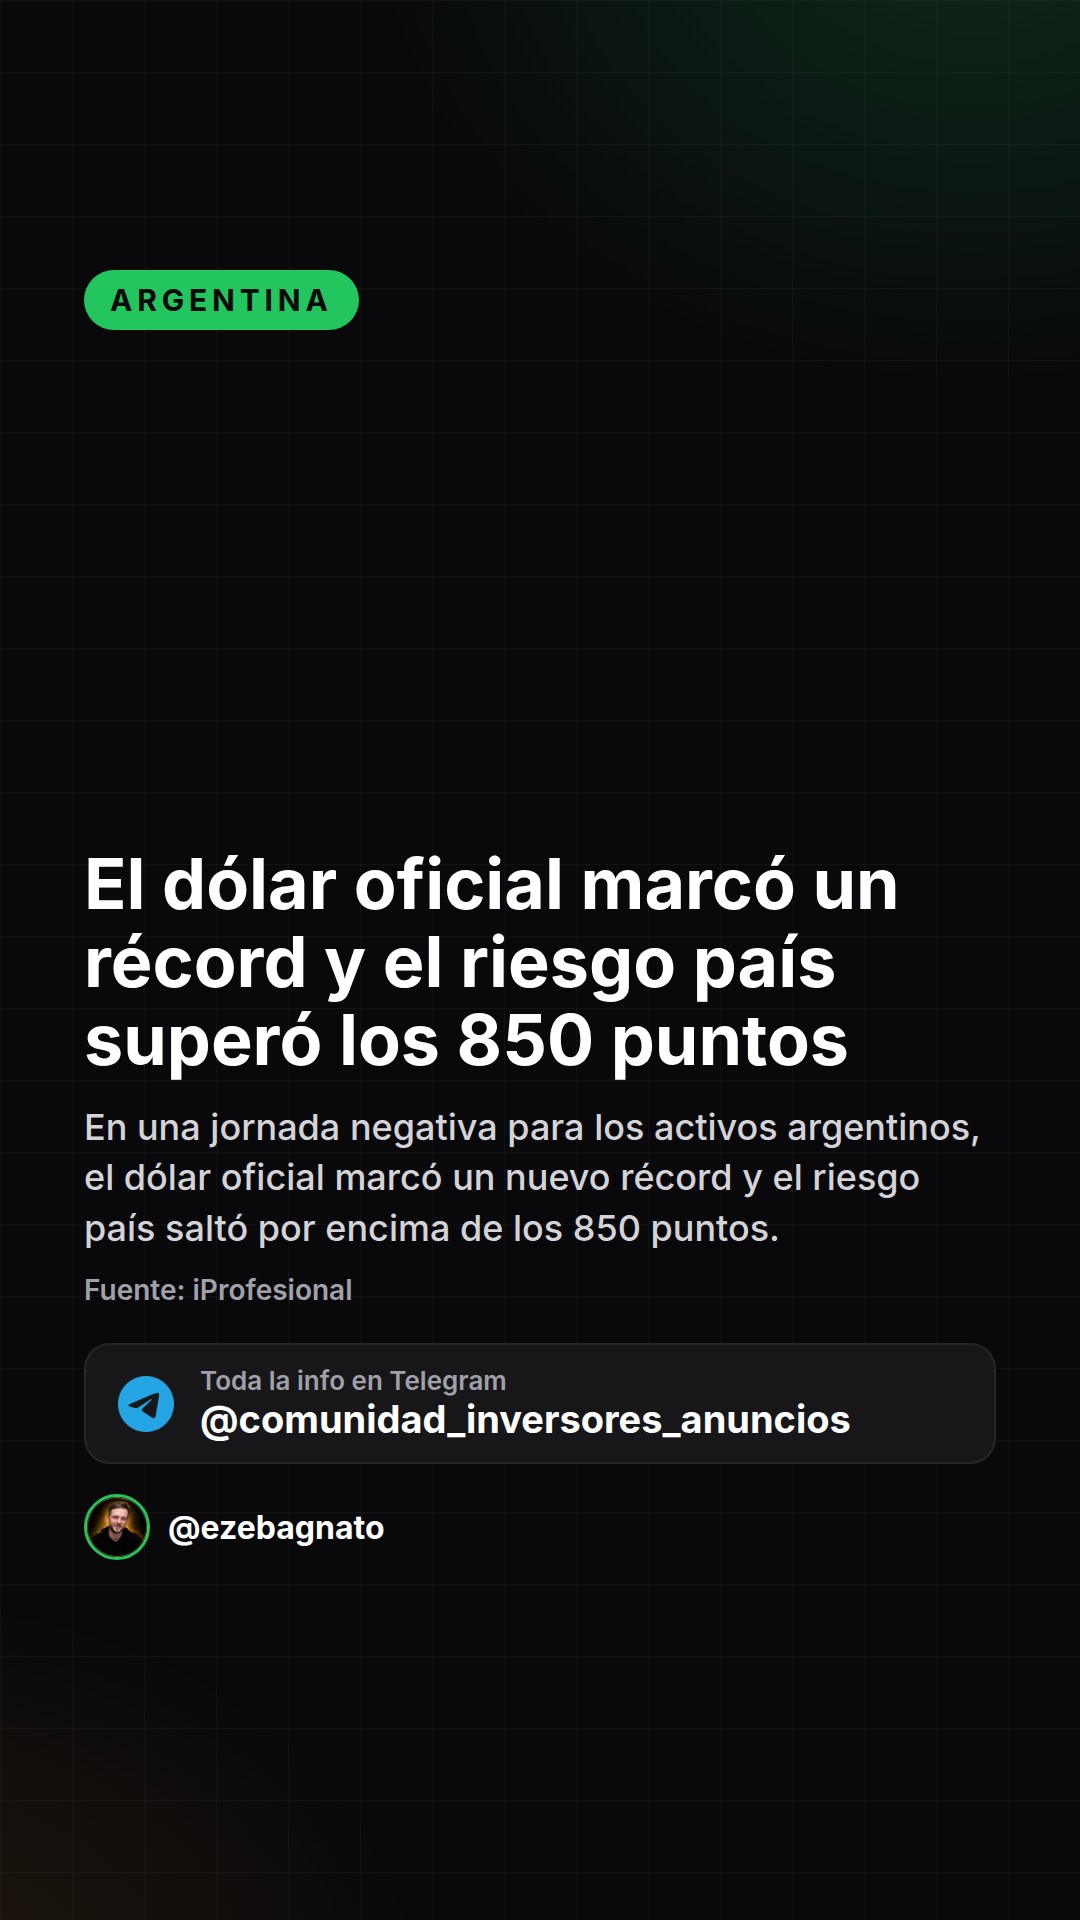 ARGENTINA
El dólar oficial marcó un
récord y el riesgo país
superó los 850 puntos
En una jornada negativa para los activos argentinos,
el dólar oficial marcó un nuevo récord y el riesgo
país saltó por encima de los 850 puntos.
Fuente: iProfesional
Toda la info en Telegram
@comunidad_inversores_anuncios
@ezebagnato